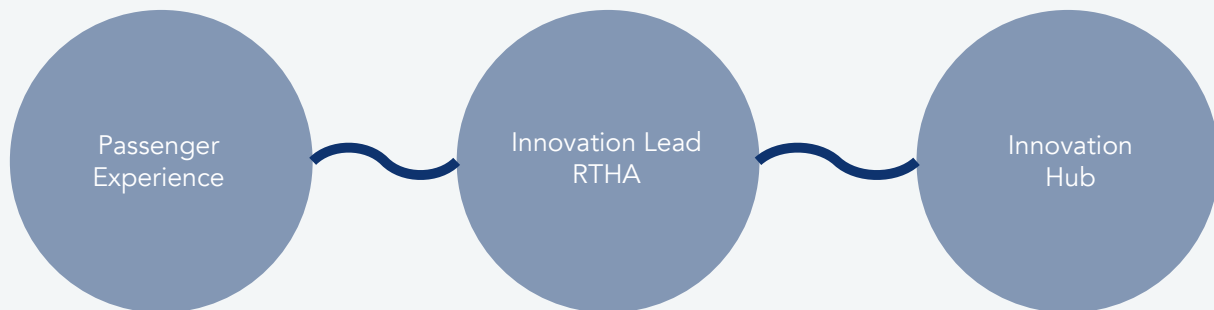 Passenger
Experience
Innovation Lead
RTHA
Innovation
Hub